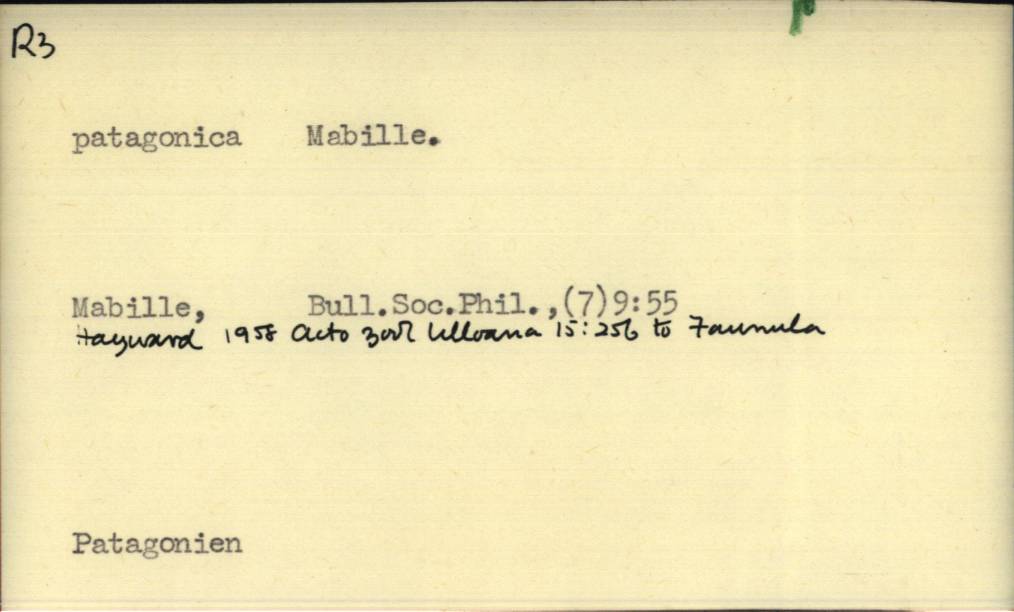 R3
patagonica Mabille.
Mabille, Bull.Soc.Phil.,(7)9:55
Hayward 1958 Acta zool lilloana 15:256 to Faunula
Patagonien